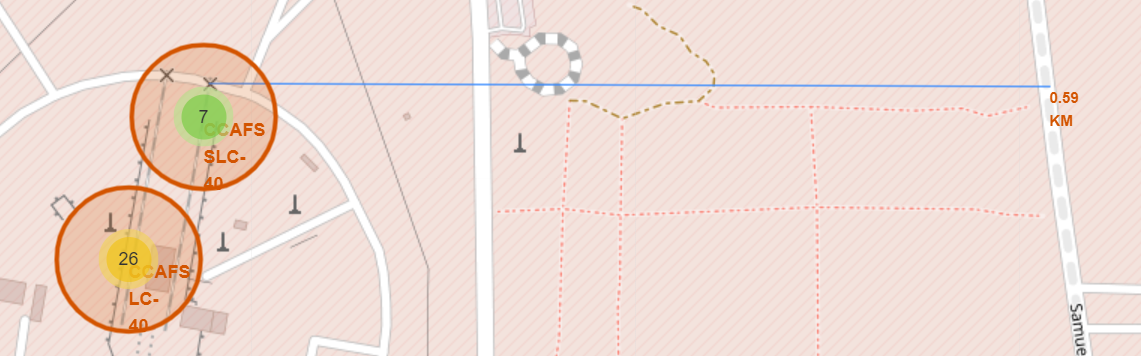 7
CCAFS
SLC-
40
0.59
KM
26
CCAFS
LC-
40
Samue